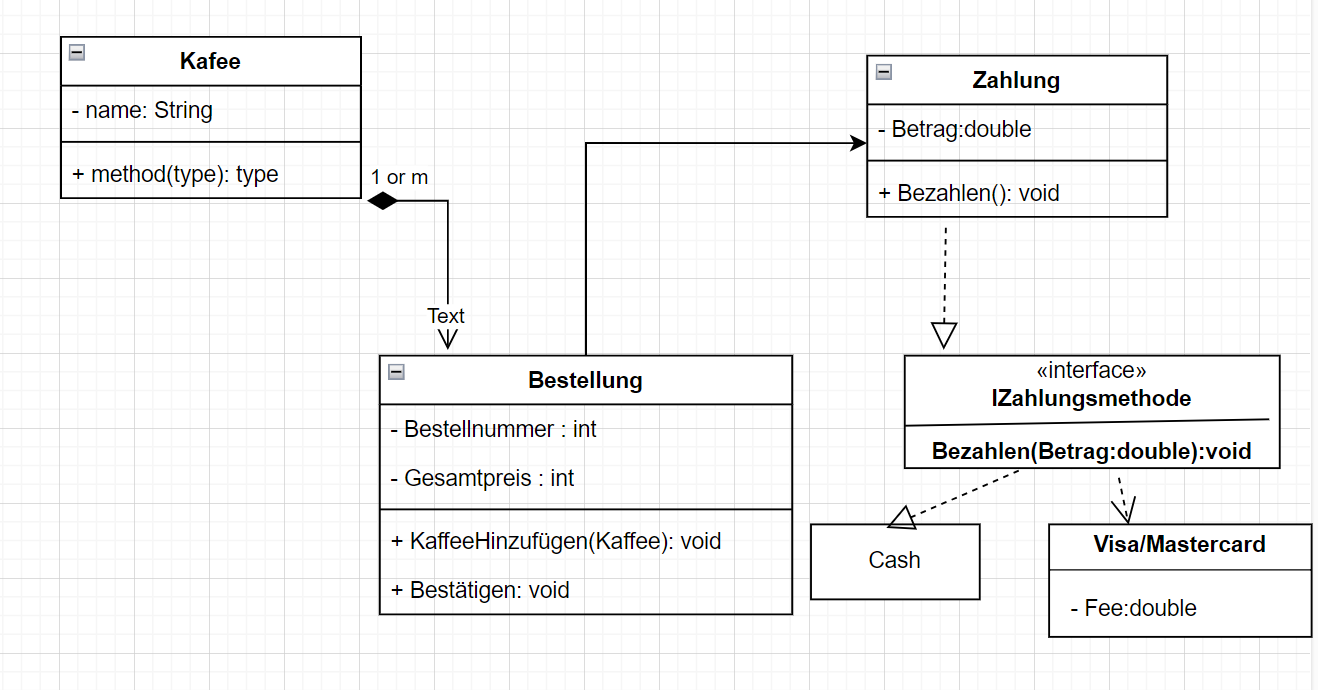 Kafee
- name: String
+ method(type): type
1 or m
Text
Bestellung
- Bestellnummer : int
- Gesamtpreis : int
+ KaffeeHinzufügen(Kaffee): void
+ Bestätigen: void
Zahlung
- Betrag:double
+ Bezahlen(): void
«interface»
IZahlungsmethode
Bezahlen(Betrag:double):void
Cash
Visa/Mastercard
- Fee:double